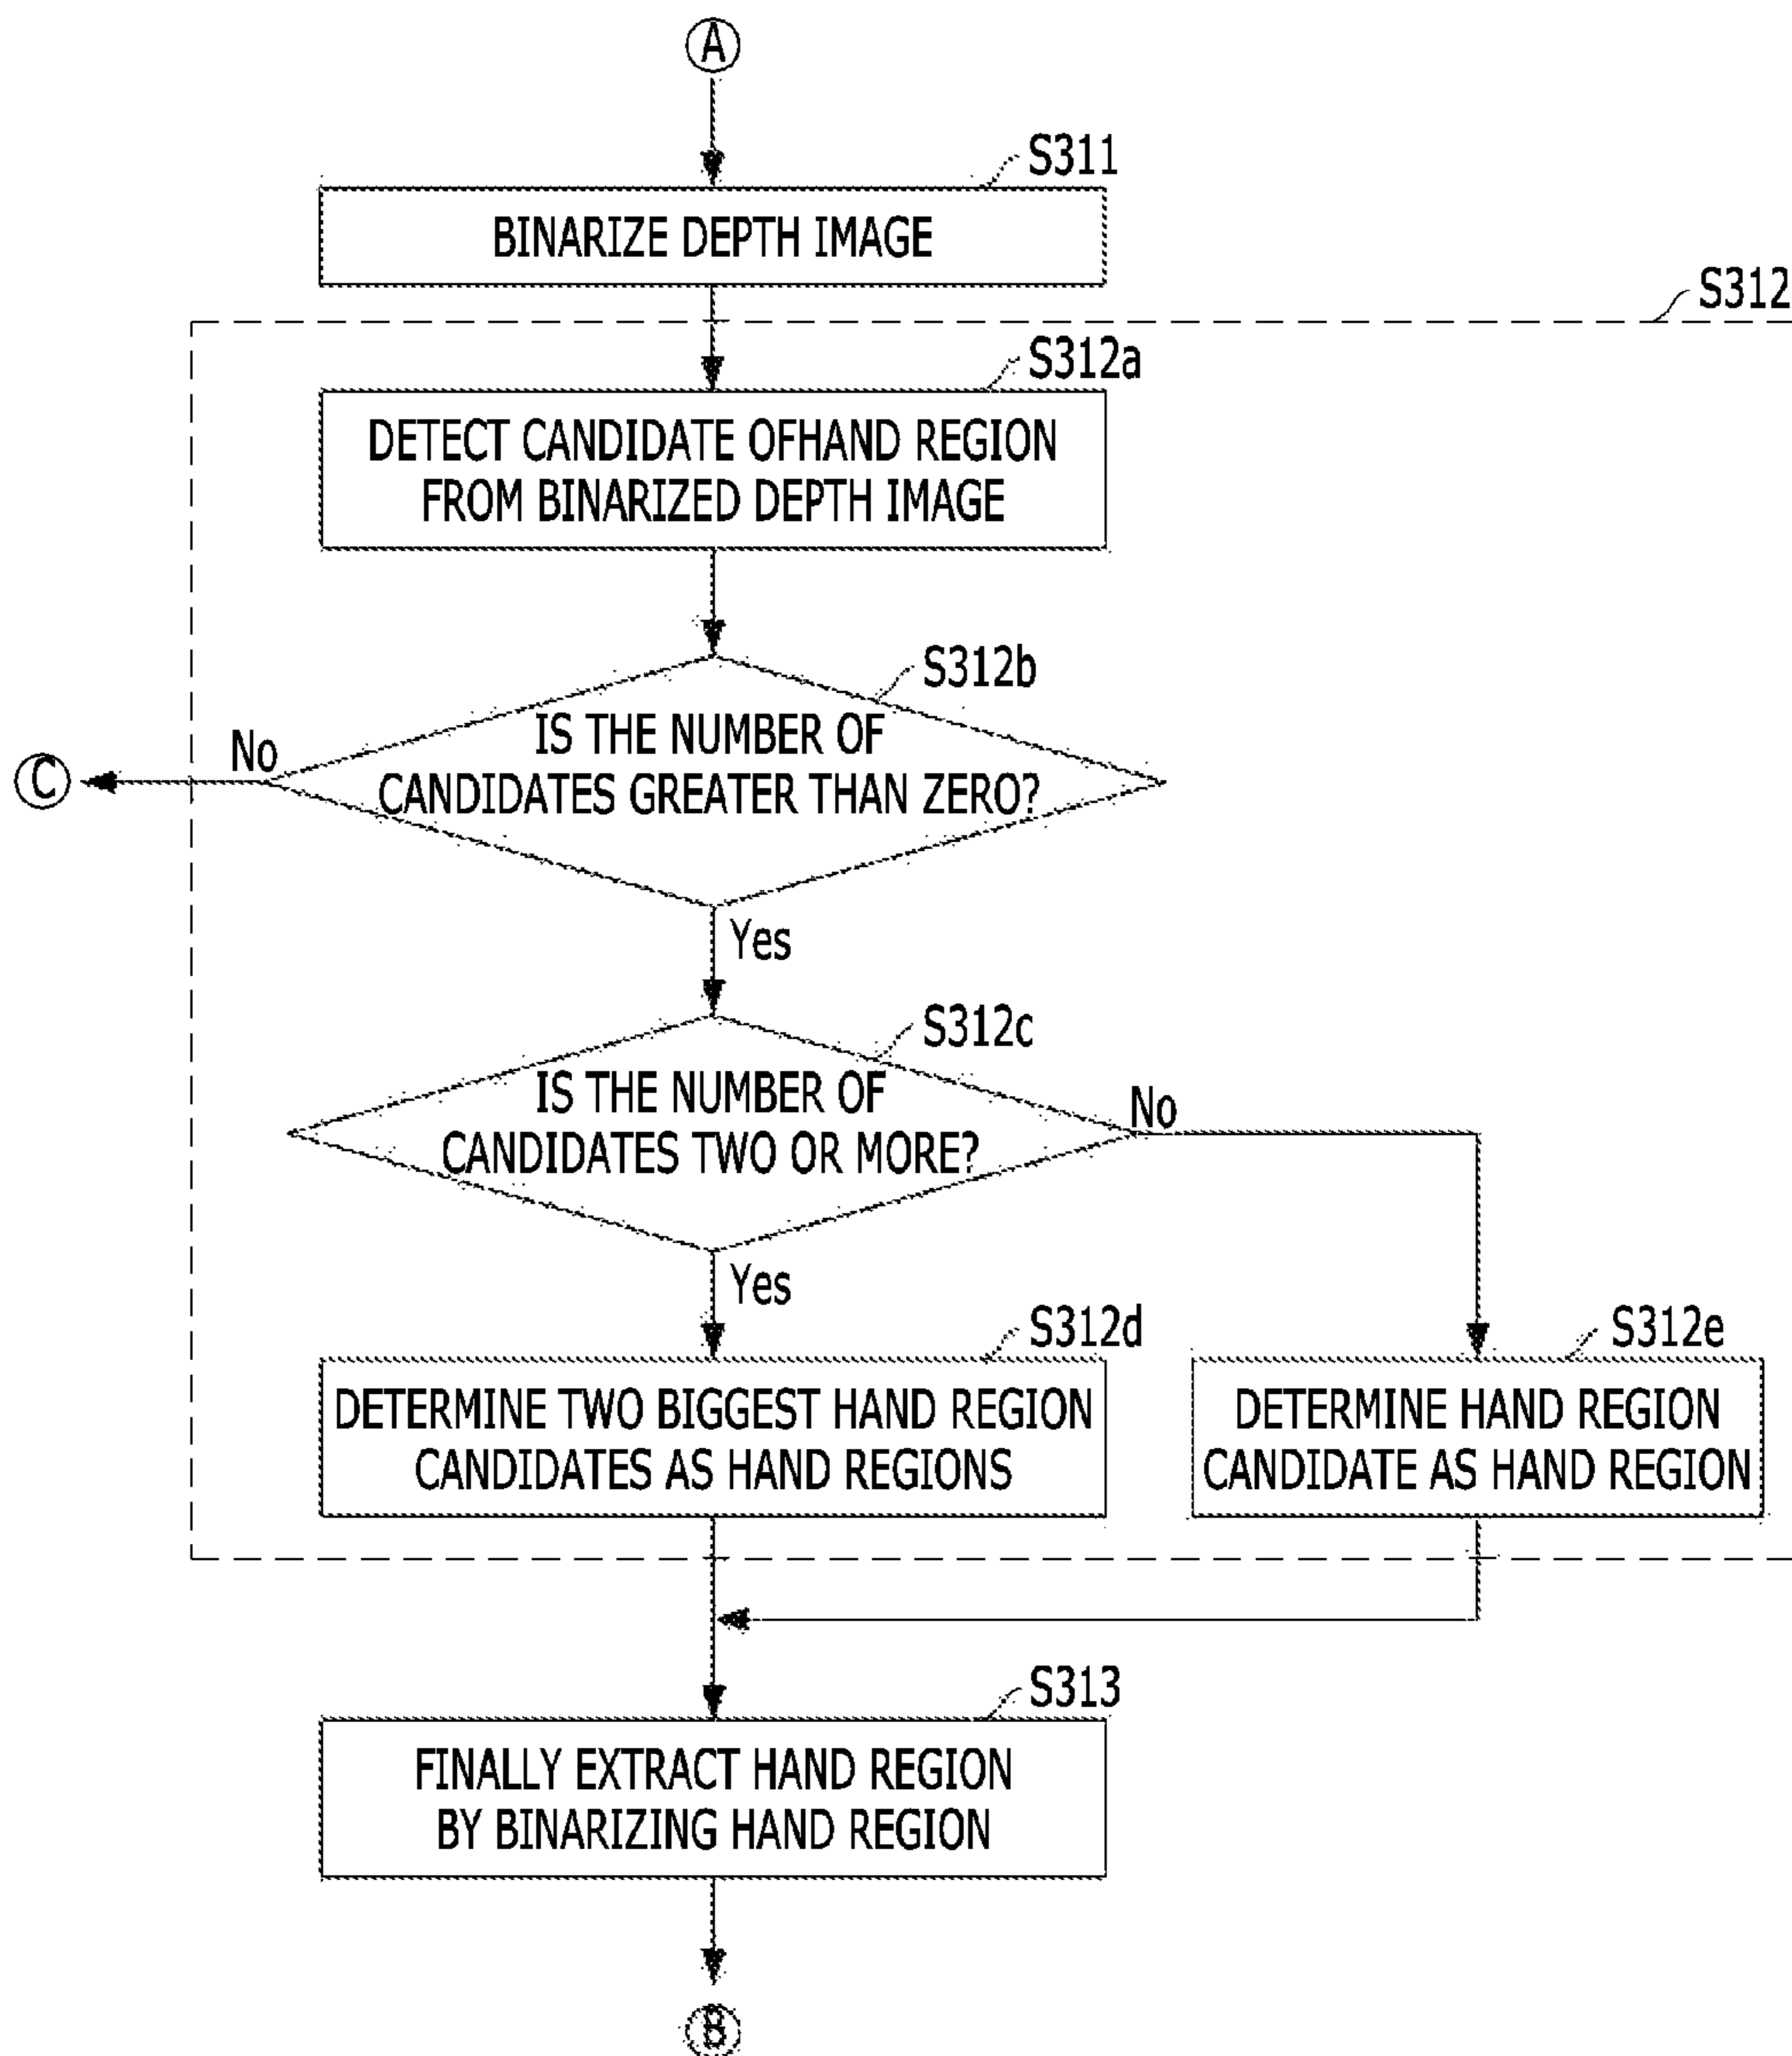 A
S311
BINARIZE DEPTH IMAGE
S312
S312a
DETECT CANDIDATE OFHAND REGION
FROM BINARIZED DEPTH IMAGE
S312b
IS THE NUMBER OF
CANDIDATES GREATER THAN ZERO?
No
C
Yes
S312c
IS THE NUMBER OF
CANDIDATES TWO OR MORE?
No
Yes
S312d
DETERMINE TWO BIGGEST HAND REGION
CANDIDATES AS HAND REGIONS
S312e
DETERMINE HAND REGION
CANDIDATE AS HAND REGION
S313
FINALLY EXTRACT HAND REGION
BY BINARIZING HAND REGION
B